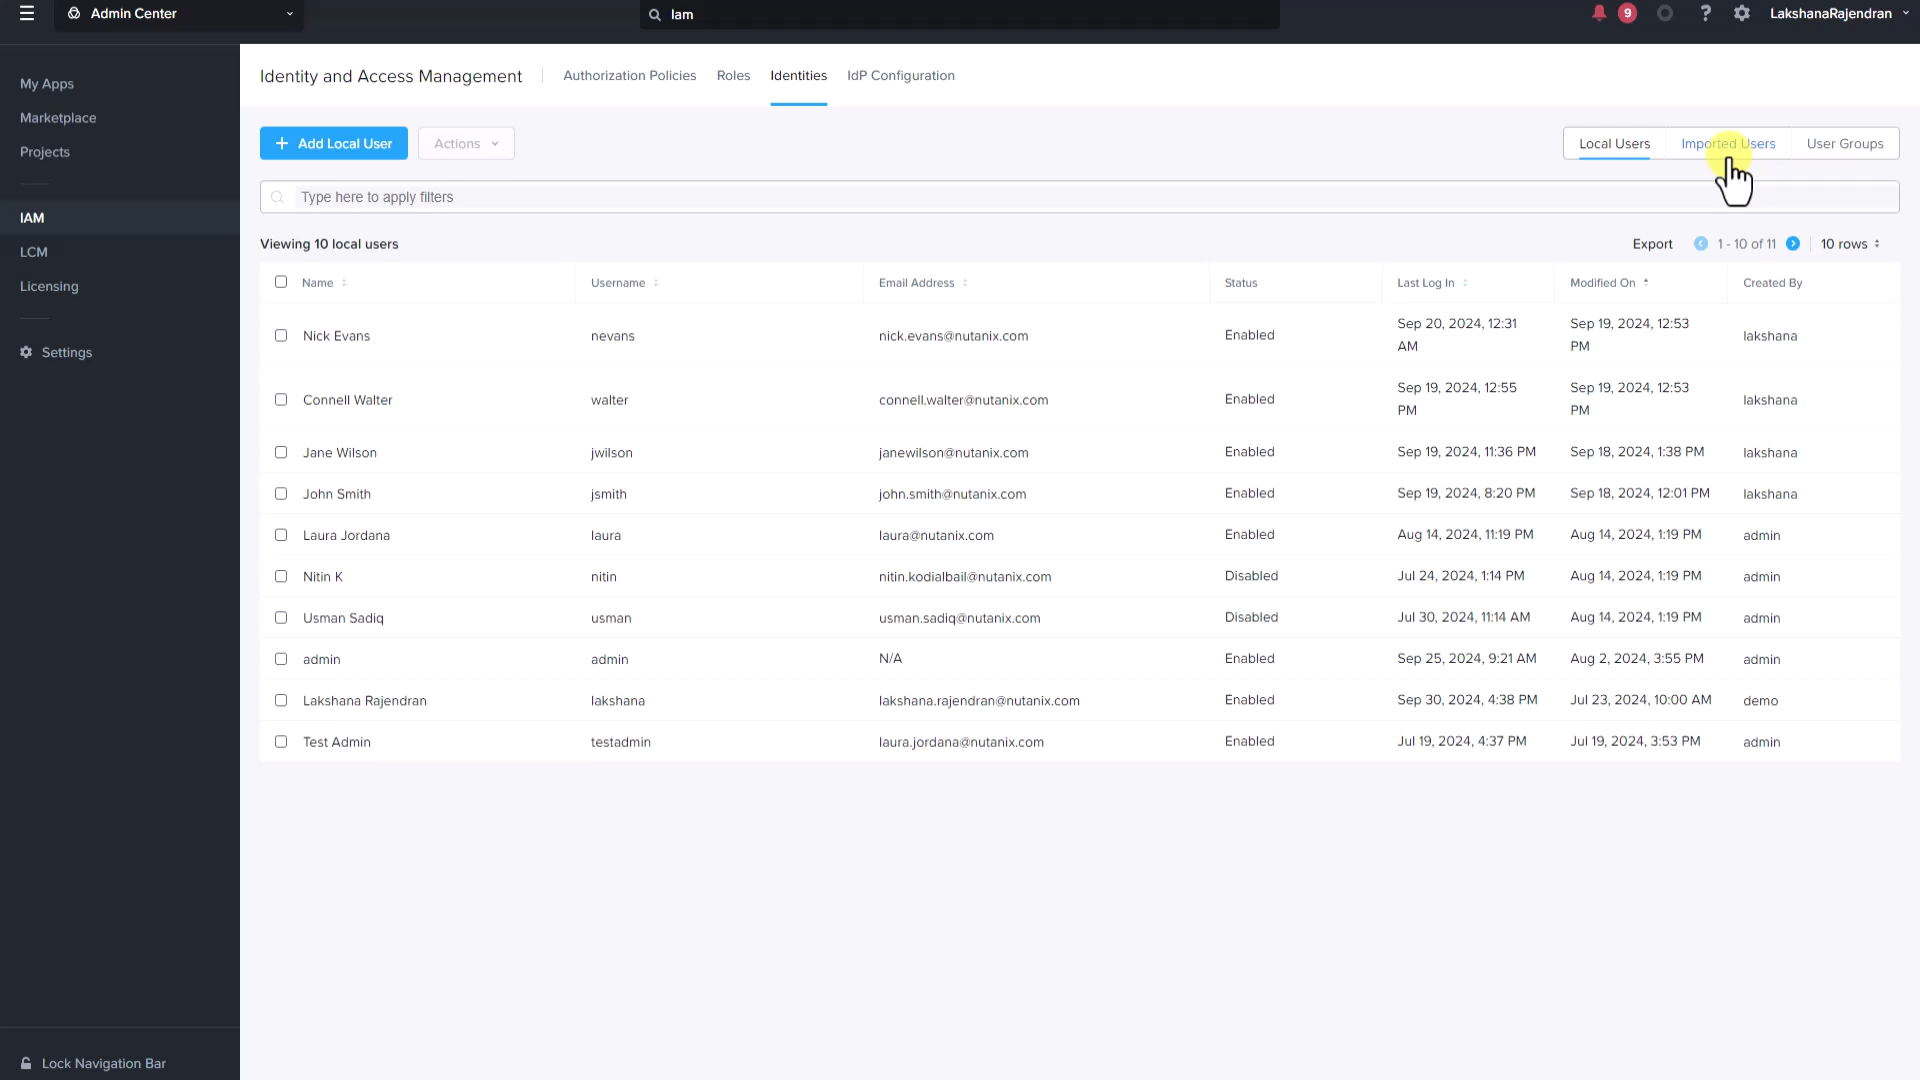 Admin Center
Iam
9
?
LakshanaRajendran
My Apps
Marketplace
Projects
IAM
LCM
Licensing
Settings
Lock Navigation Bar
Identity and Access Management
Authorization Policies
Roles
Identities
IdP Configuration
+ Add Local User
Actions
Local Users
Imported Users
User Groups
Type here to apply filters
Viewing 10 local users
Export
1 - 10 of 11
10 rows
Name Username Email Address Status Last Log In Modified On Created By
Nick Evans nevans nick.evans@nutanix.com Enabled Sep 20, 2024, 12:31 Sep 19, 2024, 12:53 lakshana
AM PM
Connell Walter walter connell.walter@nutanix.com Enabled Sep 19, 2024, 12:55 Sep 19, 2024, 12:53 lakshana
PM PM
Jane Wilson jwilson janewilson@nutanix.com Enabled Sep 19, 2024, 11:36 PM Sep 18, 2024, 1:38 PM lakshana
John Smith jsmith john.smith@nutanix.com Enabled Sep 19, 2024, 8:20 PM Sep 18, 2024, 12:01 PM lakshana
Laura Jordana laura laura@nutanix.com Enabled Aug 14, 2024, 11:19 PM Aug 14, 2024, 1:19 PM admin
Nitin K nitin nitin.kodialbail@nutanix.com Disabled Jul 24, 2024, 1:14 PM Aug 14, 2024, 1:19 PM admin
Usman Sadiq usman usman.sadiq@nutanix.com Disabled Jul 30, 2024, 11:14 AM Aug 14, 2024, 1:19 PM admin
admin admin N/A Enabled Sep 25, 2024, 9:21 AM Aug 2, 2024, 3:55 PM admin
Lakshana Rajendran lakshana lakshana.rajendran@nutanix.com Enabled Sep 30, 2024, 4:38 PM Jul 23, 2024, 10:00 AM demo
Test Admin testadmin laura.jordana@nutanix.com Enabled Jul 19, 2024, 4:37 PM Jul 19, 2024, 3:53 PM admin